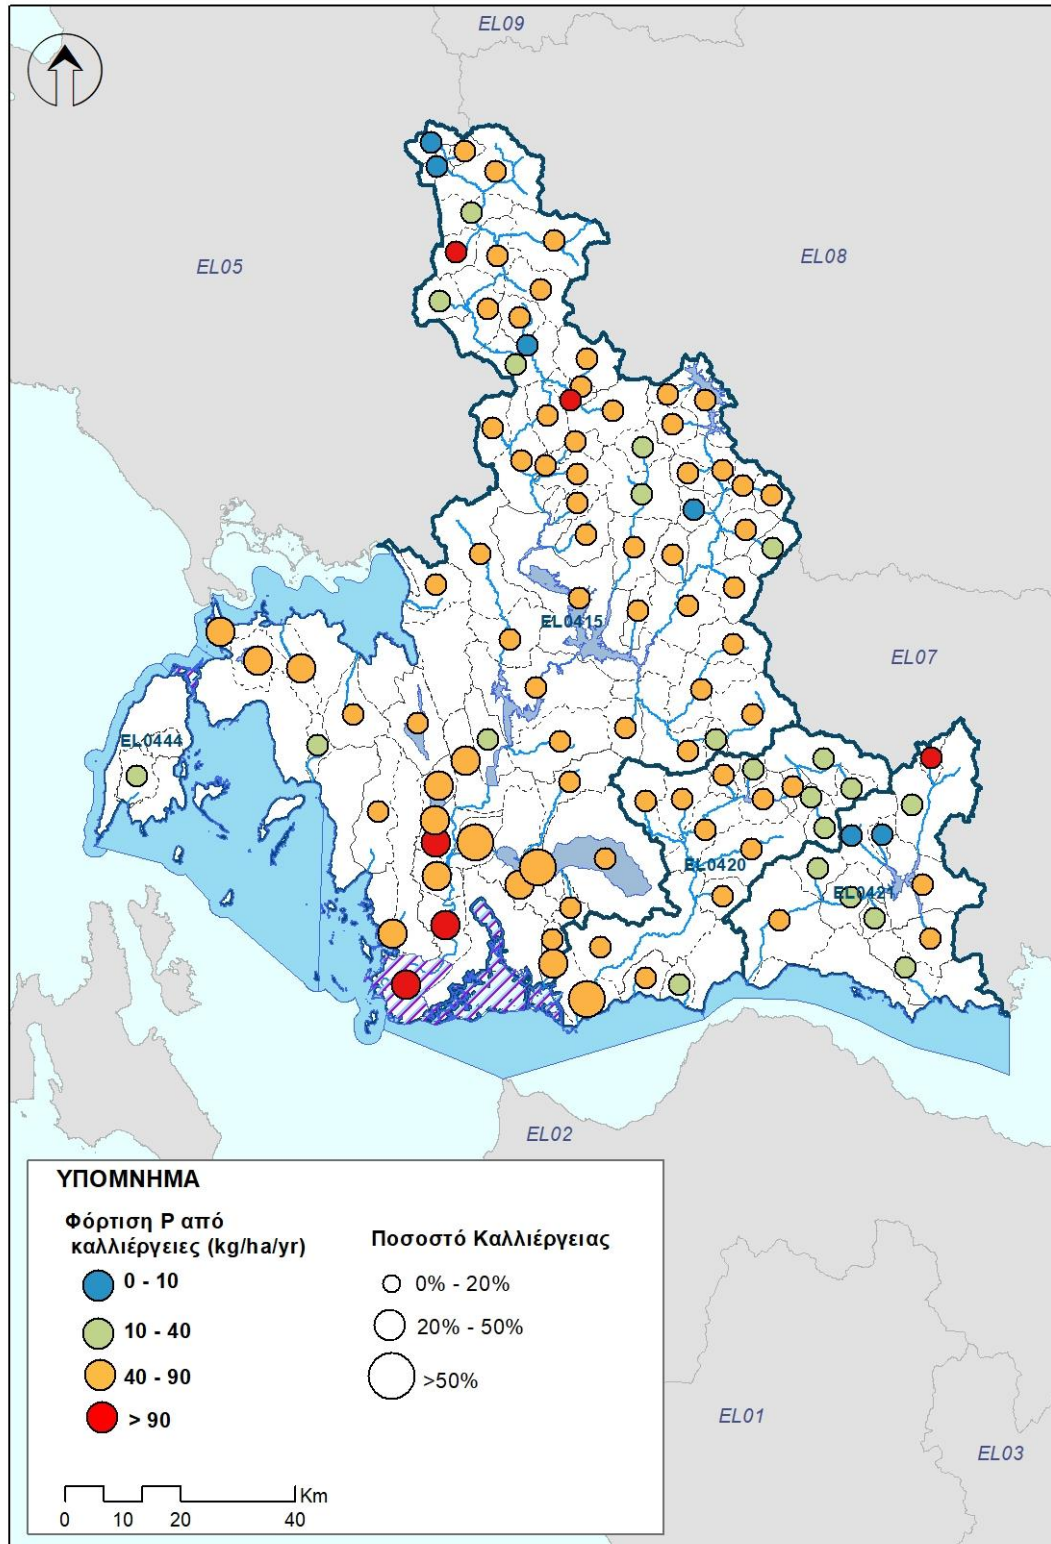 EL09
EL05
EL08
EL0415
EL07
EL0444
EL0420
EL0421
EL02
ΥΠΟΜΝΗΜΑ
Φόρτιση P από
καλλιέργειες (kg/ha/yr)
0 - 10
10 - 40
40 - 90
> 90
Ποσοστό Καλλιέργειας
0% - 20%
20% - 50%
>50%
Km
0 10 20 40
EL01
EL03